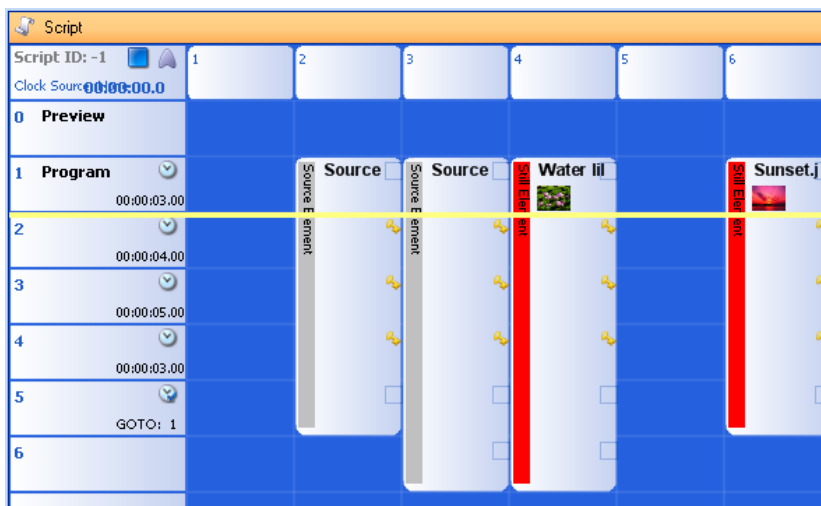 Script
Script ID: -1
1 2 3 4 5 6
Clock Source
00:00:00.0
0 Preview
1 Program
00:00:03.00
Source Element
Source
Source Element
Source
Still Element
Water lil
Still Element
Sunset.j
2
00:00:04.00
3
00:00:05.00
4
00:00:03.00
5
GOTO: 1
6